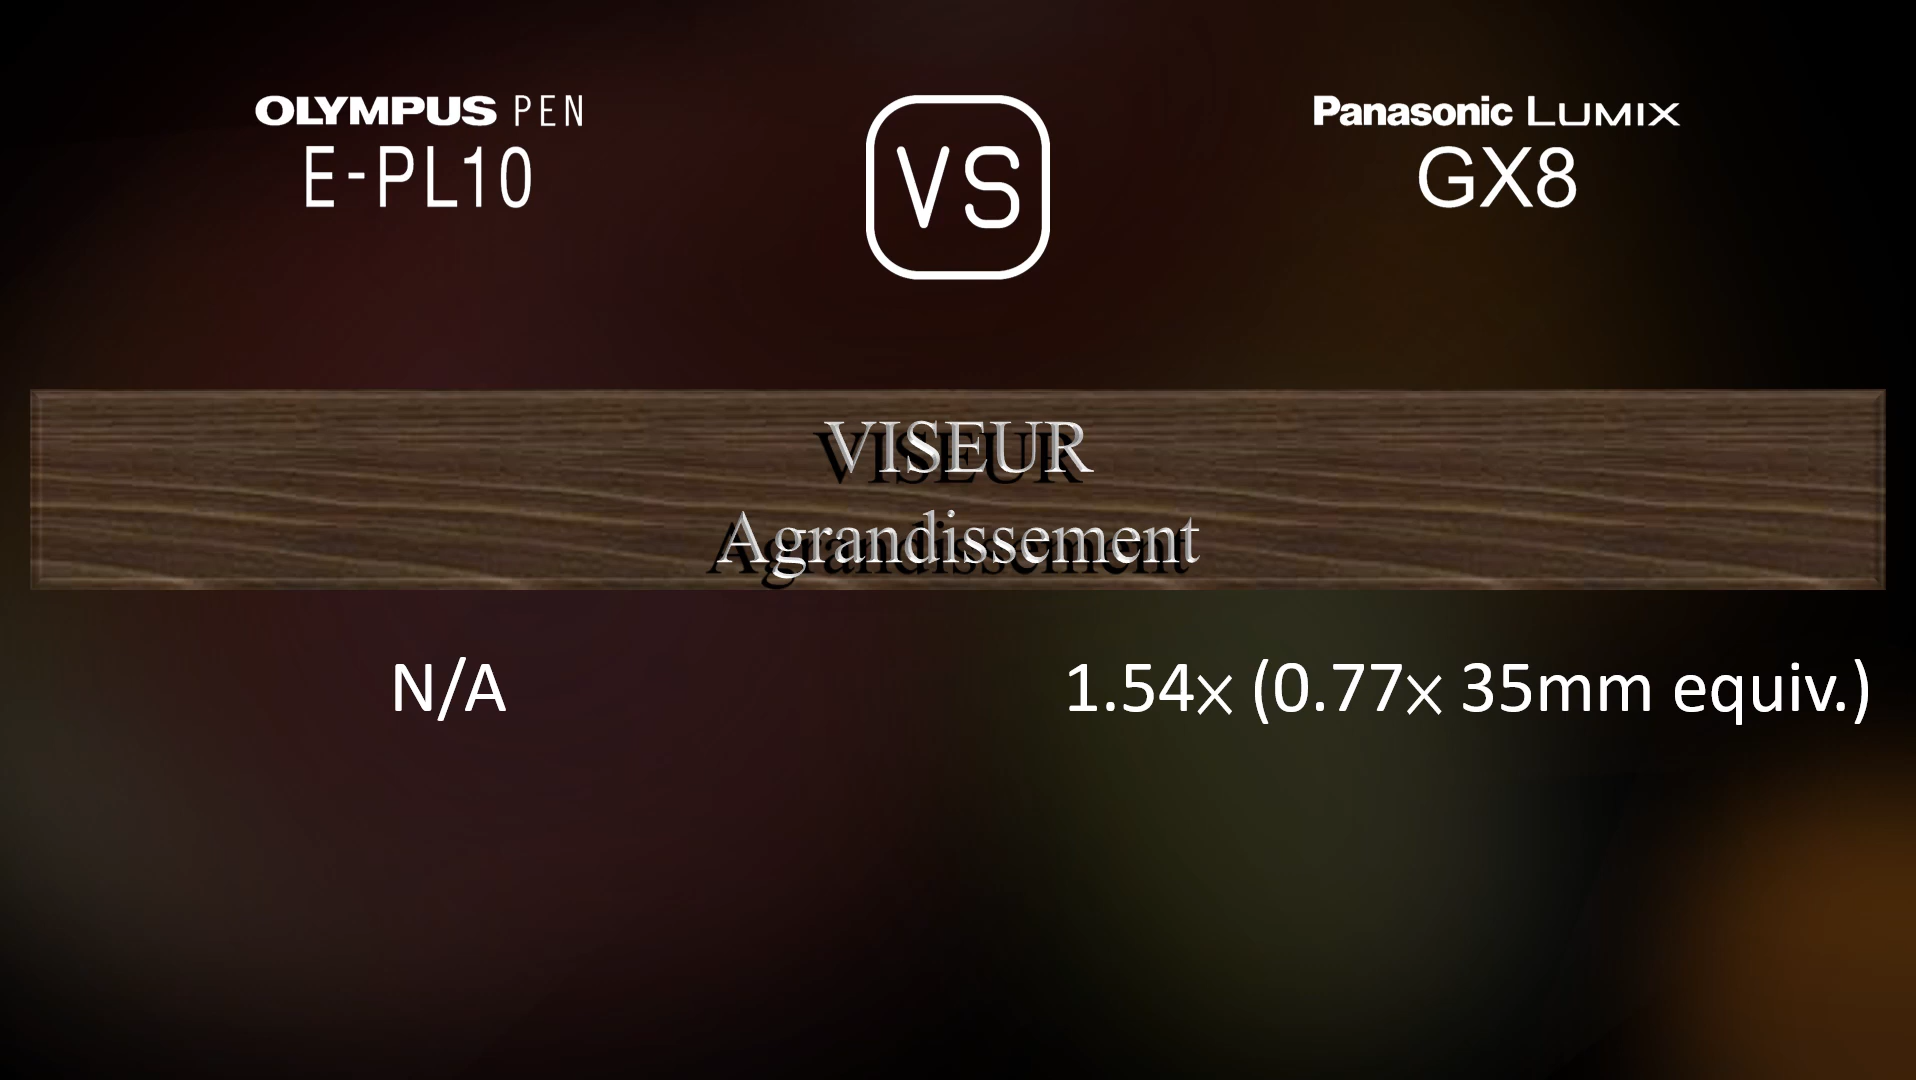 OLYMPUS PEN
E-PL10
VS
Panasonic LUMIX
GX8
VISEUR
Agrandissement
N/A
1.54x (0.77x 35mm equiv.)